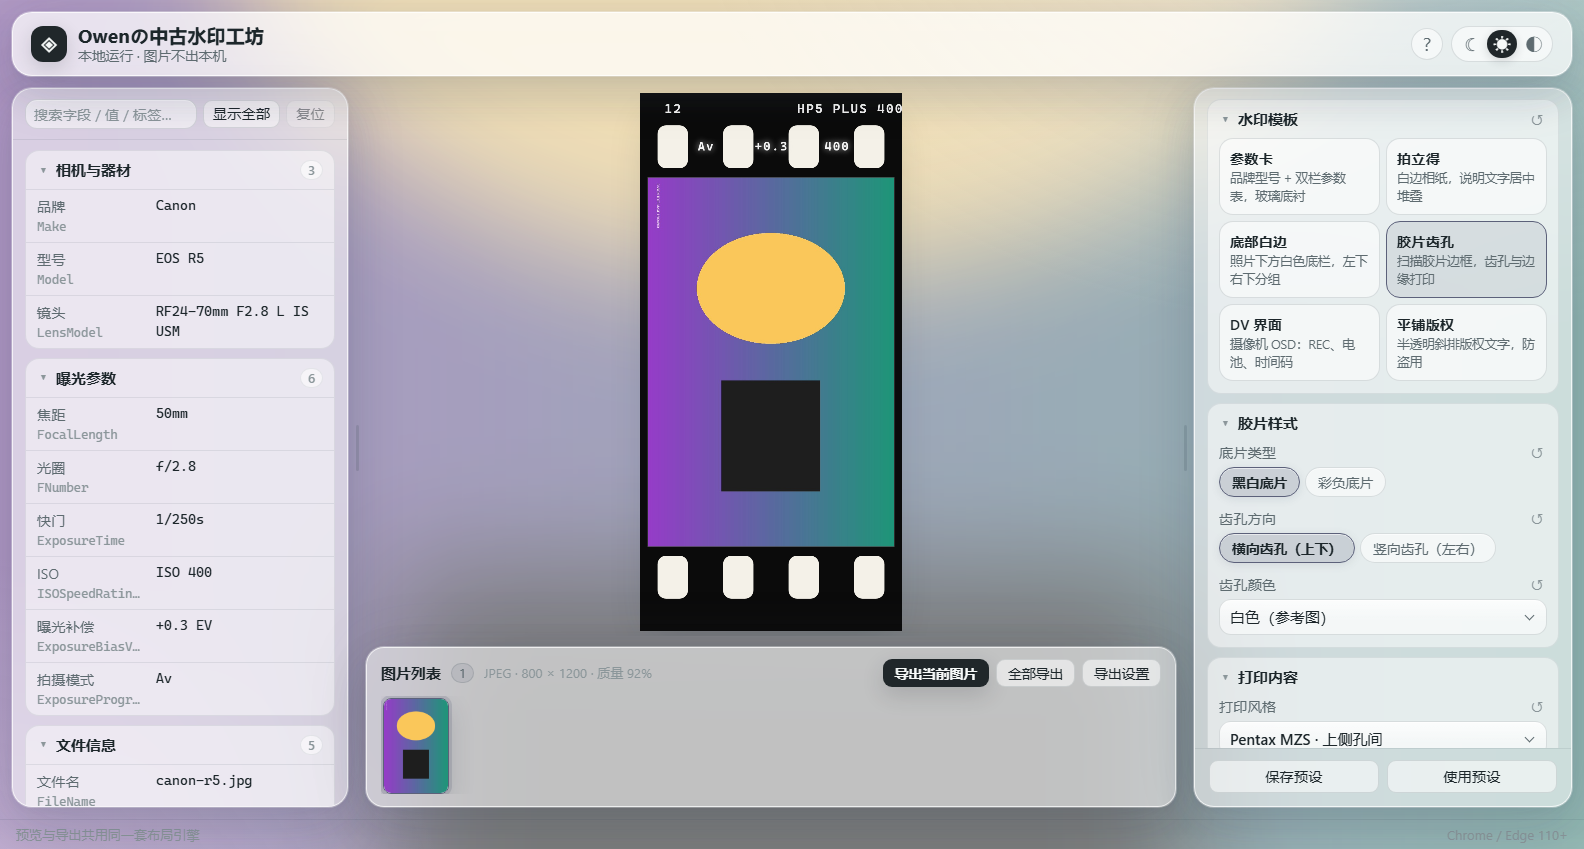 Owenの中古水印工坊
本地运行 · 图片不出本机
?
搜索字段 / 值 / 标签...
显示全部
复位
相机与器材
3
品牌
Canon
Make
型号
EOS R5
Model
镜头
RF24-70mm F2.8 L IS
USM
LensModel
曝光参数
6
焦距
50mm
FocalLength
光圈
f/2.8
FNumber
快门
1/250s
ExposureTime
ISO
ISO 400
ISOSpeedRatin…
曝光补偿
+0.3 EV
ExposureBiasV…
拍摄模式
Av
ExposureProgr…
文件信息
5
文件名
canon-r5.jpg
FileName
12
HP5 PLUS 400
Av
+0.3
400
图片列表
1
JPEG · 800 × 1200 · 质量 92%
导出当前图片
全部导出
导出设置
水印模板
参数卡
品牌型号 + 双栏参数
表，玻璃底衬
拍立得
白边相纸，说明文字居中
堆叠
底部白边
照片下方白色底栏，左下
右下分组
胶片齿孔
扫描胶片边框，齿孔与边
缘打印
DV 界面
摄像机 OSD：REC、电
池、时间码
平铺版权
半透明斜排版权文字，防
盗用
胶片样式
底片类型
黑白底片
彩负底片
齿孔方向
横向齿孔（上下）
竖向齿孔（左右）
齿孔颜色
白色（参考图）
打印内容
打印风格
Pentax MZS · 上侧孔间
保存预设
使用预设
预览与导出共用同一套布局引擎
Chrome / Edge 110+